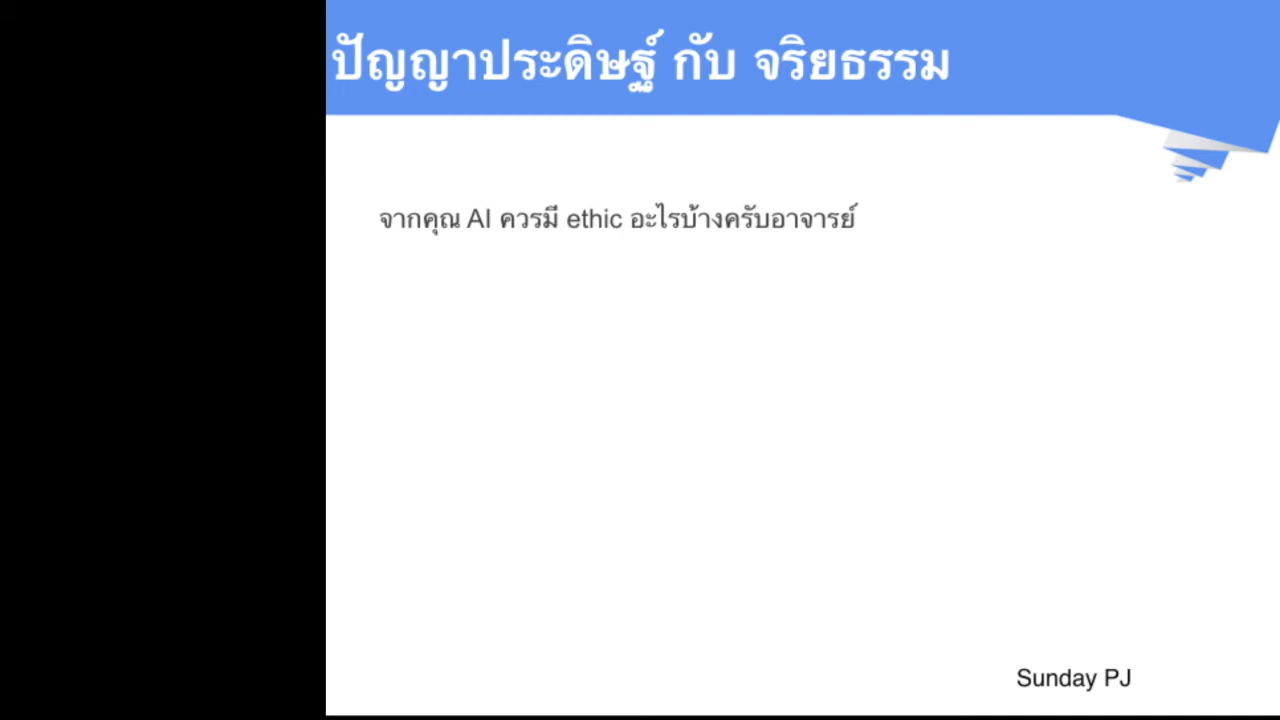 ปัญญาประดิษฐ์ กับ จริยธรรม
จากคุณ AI ควรมี ethic อะไรบ้างครับอาจารย์
Sunday PJ